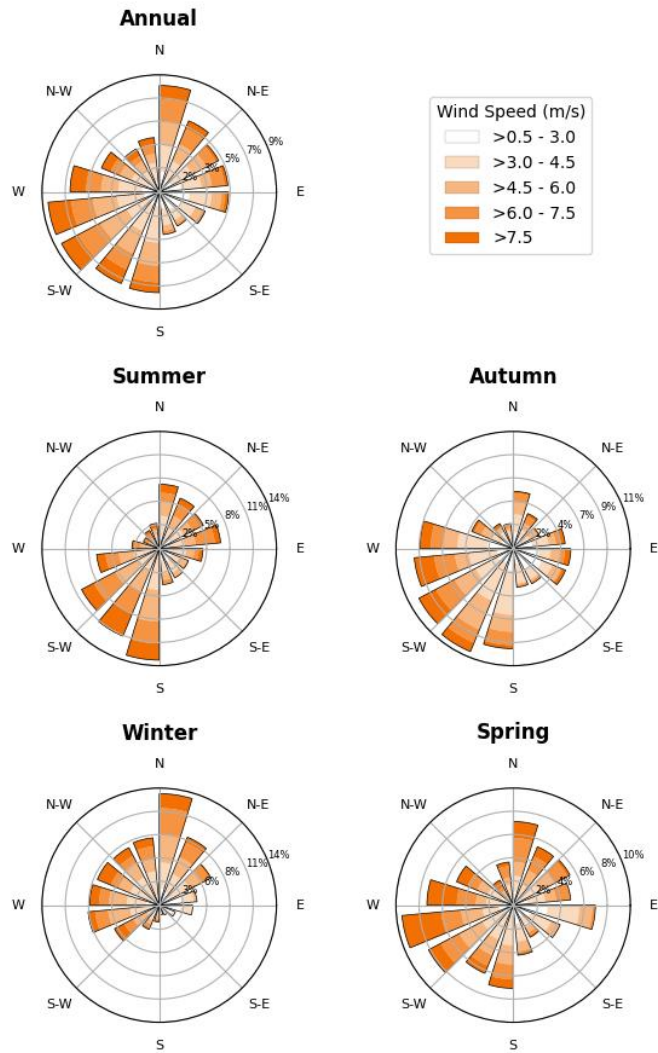 Annual
N
N-W
N-E
9%
7%
5%
3%
2%
W
E
S-W
S-E
S
Wind Speed (m/s)
>0.5 - 3.0
>3.0 - 4.5
>4.5 - 6.0
>6.0 - 7.5
>7.5
Summer
N
N-W
N-E
14%
11%
8%
5%
2%
W
E
S-W
S-E
S
Autumn
N
N-W
N-E
11%
9%
7%
4%
2%
W
E
S-W
S-E
S
Winter
N
N-W
N-E
14%
11%
8%
6%
3%
W
E
S-W
S-E
S
Spring
N
N-W
N-E
10%
8%
6%
4%
2%
W
E
S-W
S-E
S